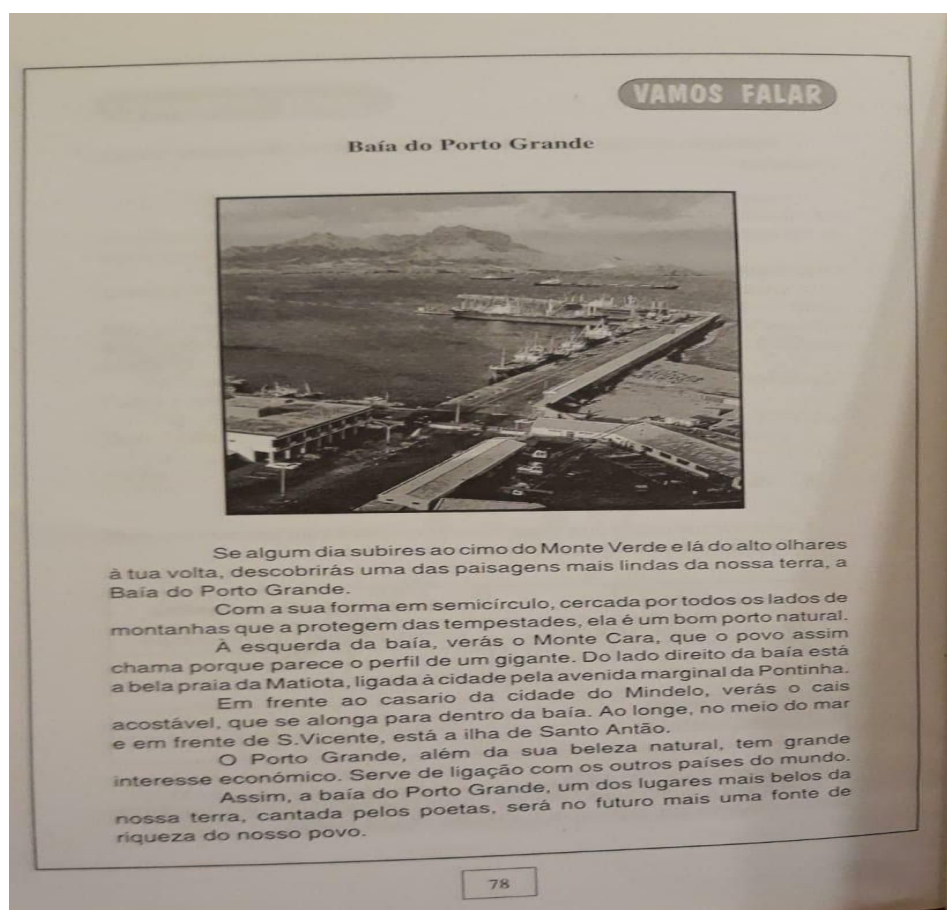 VAMOS FALAR
Baía do Porto Grande
Se algum dia subires ao cimo do Monte Verde e lá do alto olhares
à tua volta, descobrirás uma das paisagens mais lindas da nossa terra, a
Baía do Porto Grande.
Com a sua forma em semicírculo, cercada por todos os lados de
montanhas que a protegem das tempestades, ela é um bom porto natural.
À esquerda da baía, verás o Monte Cara, que o povo assim
chama porque parece o perfil de um gigante. Do lado direito da baía está
a bela praia da Matiota, ligada à cidade pela avenida marginal da Pontinha.
Em frente ao casario da cidade do Mindelo, verás o cais
acostável, que se alonga para dentro da baía. Ao longe, no meio do mar
e em frente de S.Vicente, está a ilha de Santo Antão.
O Porto Grande, além da sua beleza natural, tem grande
interesse económico. Serve de ligação com os outros países do mundo.
Assim, a baía do Porto Grande, um dos lugares mais belos da
nossa terra, cantada pelos poetas, será no futuro mais uma fonte de
riqueza do nosso povo.
78